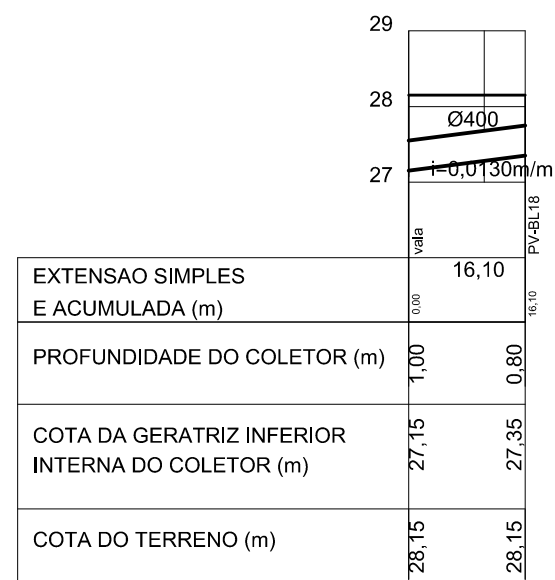 29
28
Ø400
27
i=0,0130m/m
vala
PV-BL18
EXTENSAO SIMPLES
E ACUMULADA (m)
16,10
0,00
16,10
PROFUNDIDADE DO COLETOR (m)
1,00
0,80
COTA DA GERATRIZ INFERIOR
INTERNA DO COLETOR (m)
27,15
27,35
COTA DO TERRENO (m)
28,15
28,15